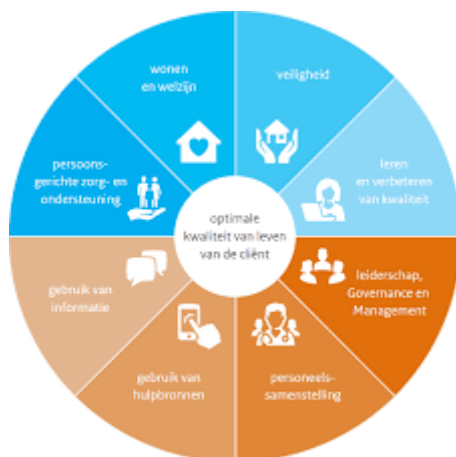 wonen
en welzijn
veiligheid
leren
en verbeteren
van kwaliteit
leiderschap,
Governance en
Management
personeels-
samenstelling
gebruik van
hulpbronnen
gebruik van
informatie
persoons-
gerichte zorg- en
ondersteuning
optimale
kwaliteit van leven
van de cliënt